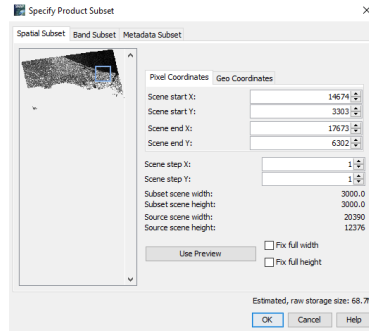 Specify Product Subset
Spatial Subset Band Subset Metadata Subset
Pixel Coordinates Geo Coordinates
Scene start X: 14674
Scene start Y: 3303
Scene end X: 17673
Scene end Y: 6302
Scene step X: 1
Scene step Y: 1
Subset scene width: 3000.0
Subset scene height: 3000.0
Source scene width: 20390
Source scene height: 12376
Use Preview
Fix full width
Fix full height
Estimated, raw storage size: 68.7
OK Cancel Help